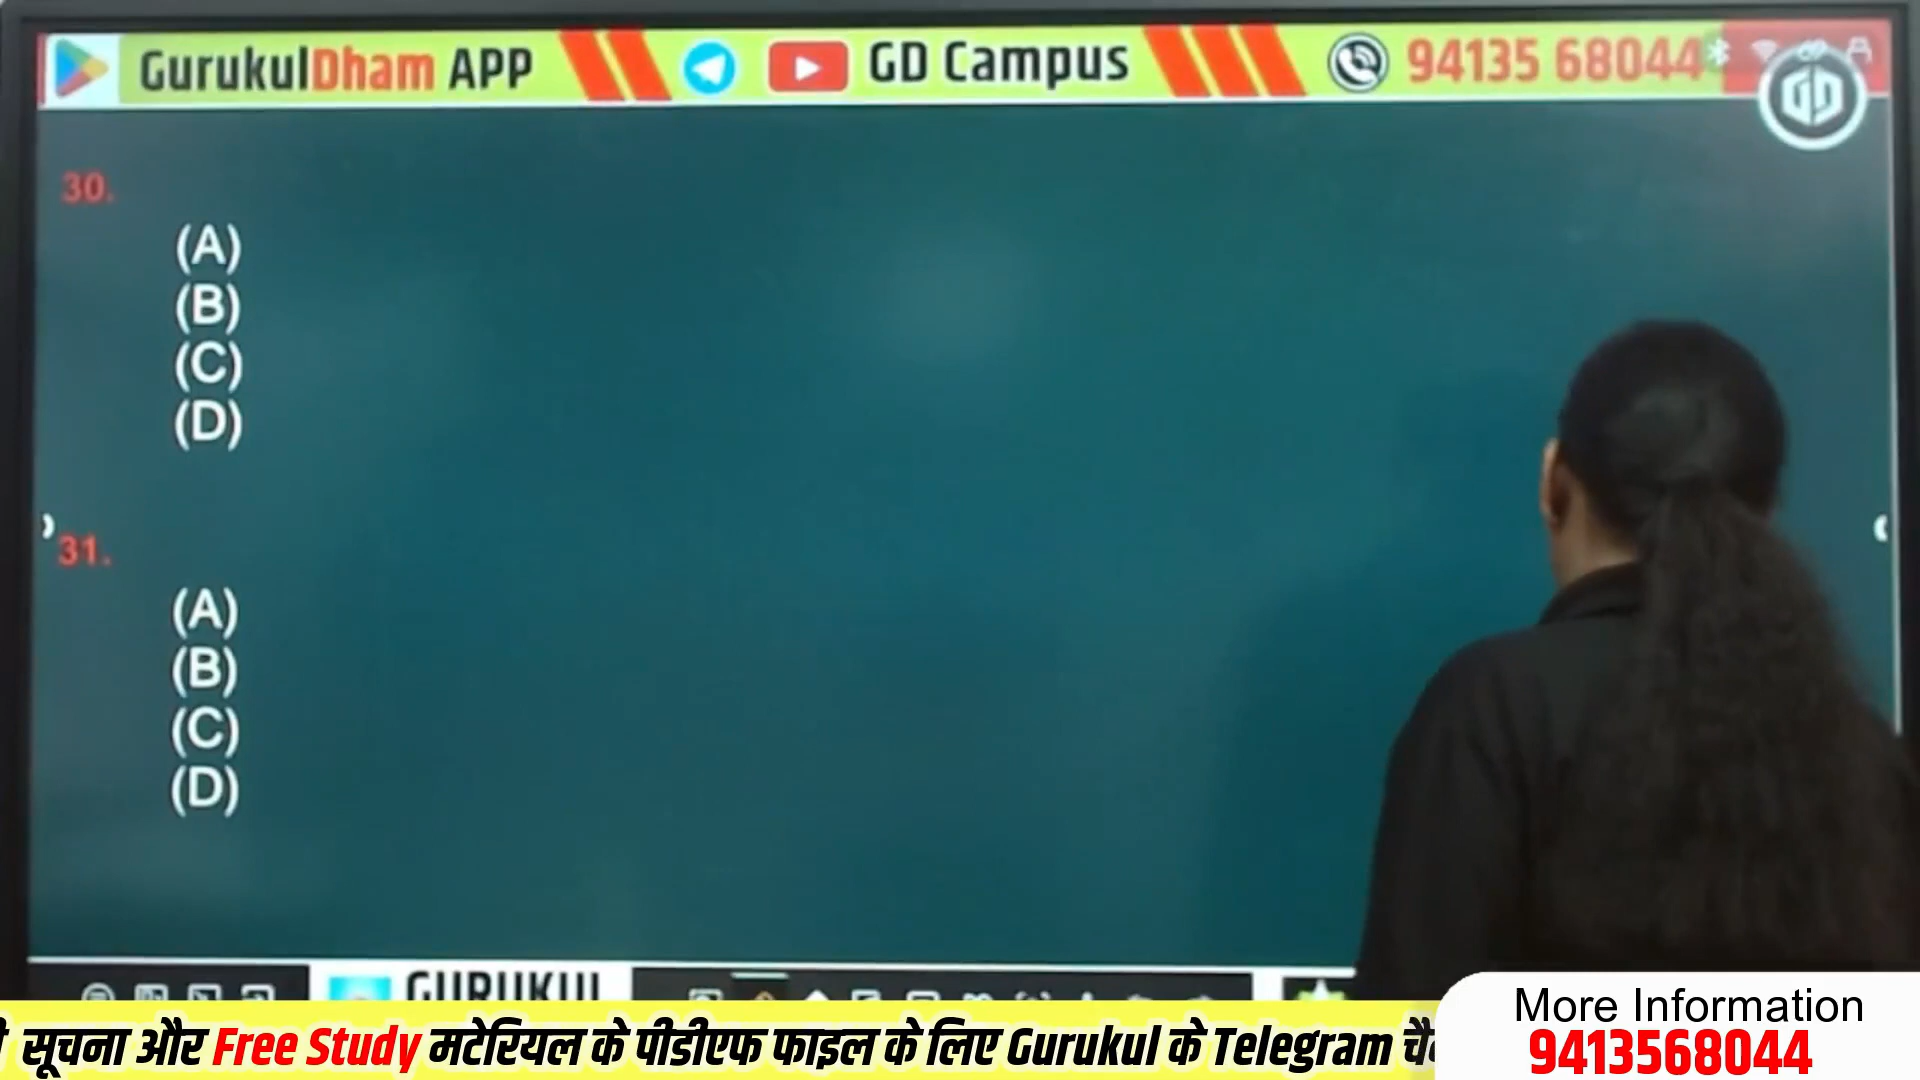 GurukulDham APP
GD Campus
94135 68044
GD
30.
(A)
(B)
(C)
(D)
31.
(A)
(B)
(C)
(D)
GURUKUL
सूचना और Free Study मटेरियल के पीडीएफ फाइल के लिए Gurukul के Telegram
More Information
9413568044